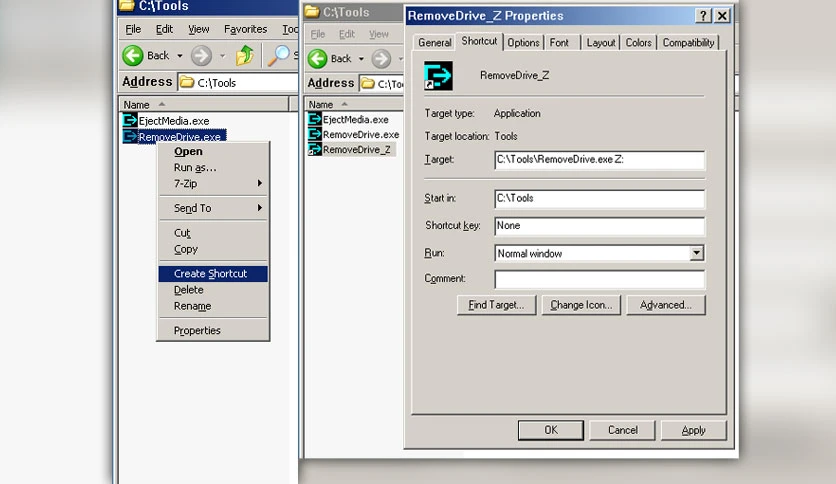 C:\Tools
File Edit View Favorites
Back
Address C:\Tools
Name
EjectMedia.exe
RemoveDrive.exe
Open
Run as...
7-Zip
Send To
Cut
Copy
Create Shortcut
Delete
Rename
Properties
C:\Tools
File Edit View
Back
Address
Name
EjectMedia.exe
RemoveDrive.exe
RemoveDrive_Z
RemoveDrive_Z Properties
General Shortcut Options Font Layout Colors Compatibility
RemoveDrive_Z
Target type: Application
Target location: Tools
Target: C:\Tools\RemoveDrive.exe Z:
Start in: C:\Tools
Shortcut key: None
Run: Normal window
Comment:
Find Target... Change Icon... Advanced...
OK Cancel Apply